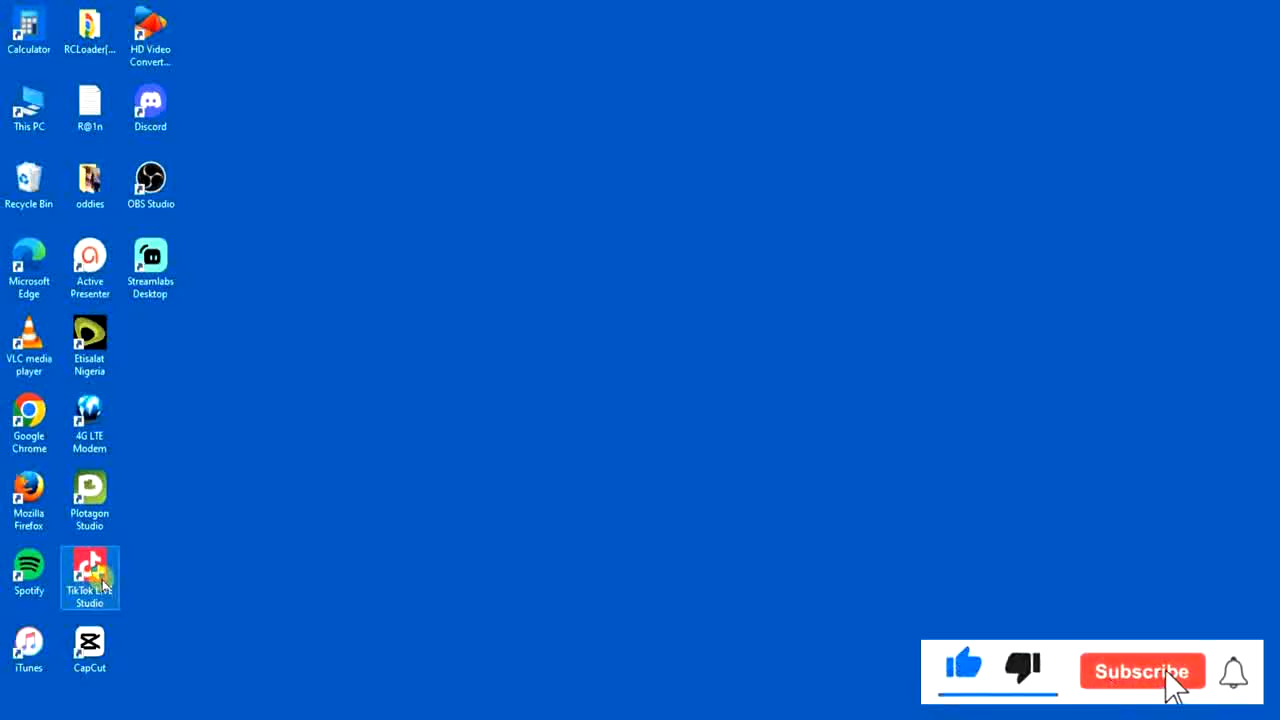 Calculator
RCLoader[...
HD Video
Convert...
This PC
R@1n
Discord
Recycle Bin
oddies
OBS Studio
Microsoft
Edge
Active
Presenter
Streamlabs
Desktop
VLC media
player
Etisalat
Nigeria
Google
Chrome
4G LTE
Modem
Mozilla
Firefox
Plotagon
Studio
Spotify
TikTok LIVE
Studio
iTunes
CapCut
Subscribe